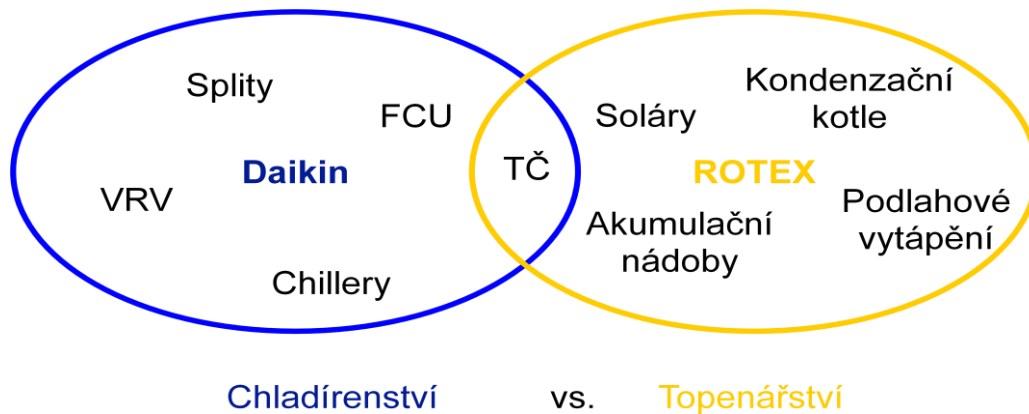 Splity
FCU
Daikin
VRV
Chillery
TČ
Soláry
Kondenzační
kotle
ROTEX
Akumulační
nádoby
Podlahové
vytápění
Chladírenství vs. Topenářství